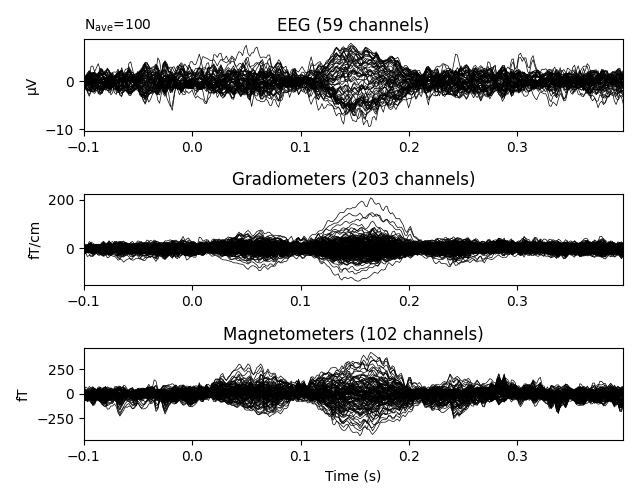 N_ave=100
EEG (59 channels)
µV
0
−10
−0.1 0.0 0.1 0.2 0.3
Gradiometers (203 channels)
fT/cm
200
0
−0.1 0.0 0.1 0.2 0.3
Magnetometers (102 channels)
fT
250
0
−250
−0.1 0.0 0.1 0.2 0.3
Time (s)